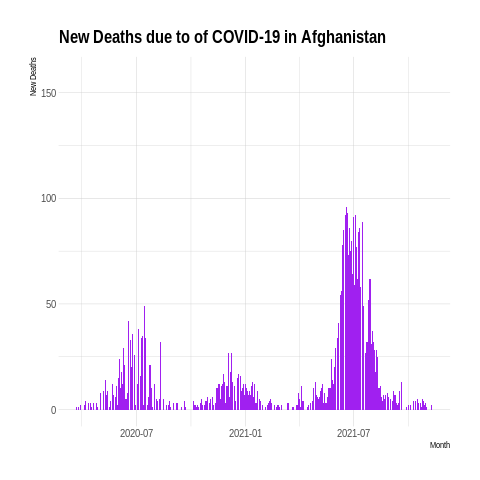 New Deaths due to of COVID-19 in Afghanistan
New Deaths
150
100
50
0
2020-07
2021-01
2021-07
Month